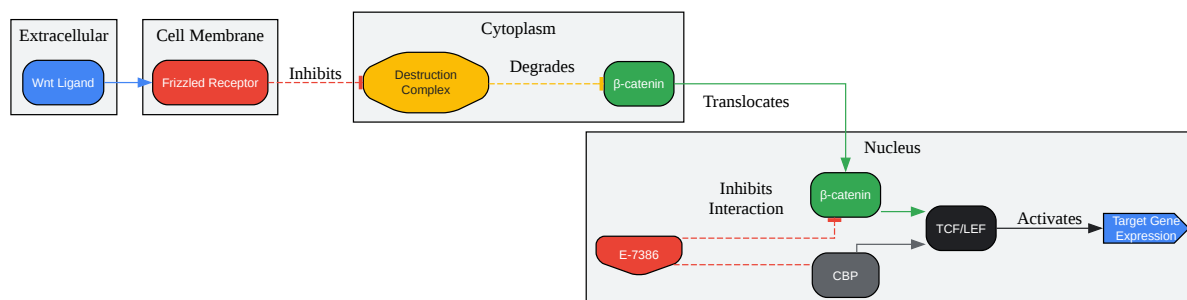 Extracellular
Wnt Ligand
Cell Membrane
Frizzled Receptor
Inhibits
Cytoplasm
Destruction
Complex
Degrades
β-catenin
Translocates
Nucleus
β-catenin
Inhibits
Interaction
E-7386
CBP
TCF/LEF
Activates
Target Gene
Expression